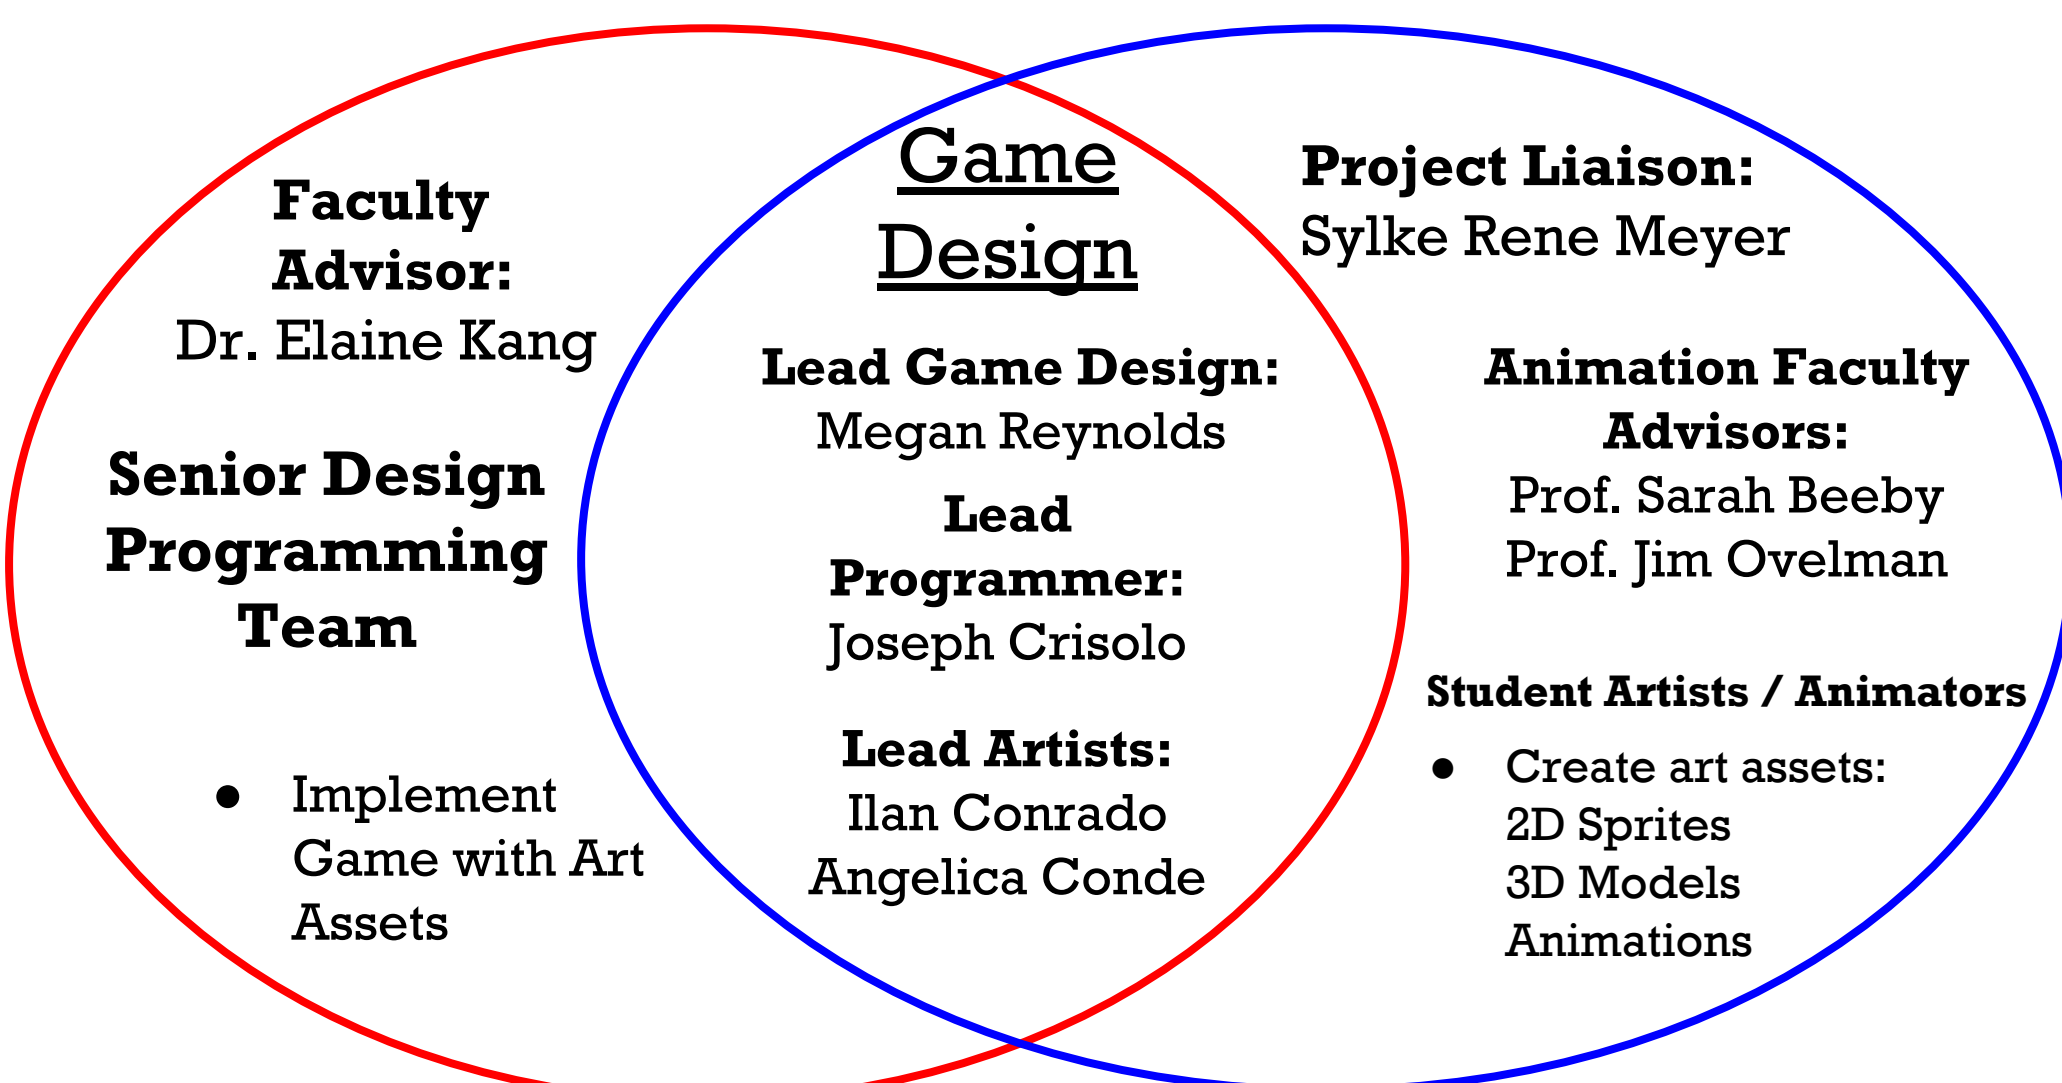 Faculty
Advisor:
Dr. Elaine Kang
Senior Design
Programming
Team
● Implement
Game with Art
Assets
Game
Design
Lead Game Design:
Megan Reynolds
Lead
Programmer:
Joseph Crisolo
Lead Artists:
Ilan Conrado
Angelica Conde
Project Liaison:
Sylke Rene Meyer
Animation Faculty
Advisors:
Prof. Sarah Beeby
Prof. Jim Ovelman
Student Artists / Animators
● Create art assets:
2D Sprites
3D Models
Animations